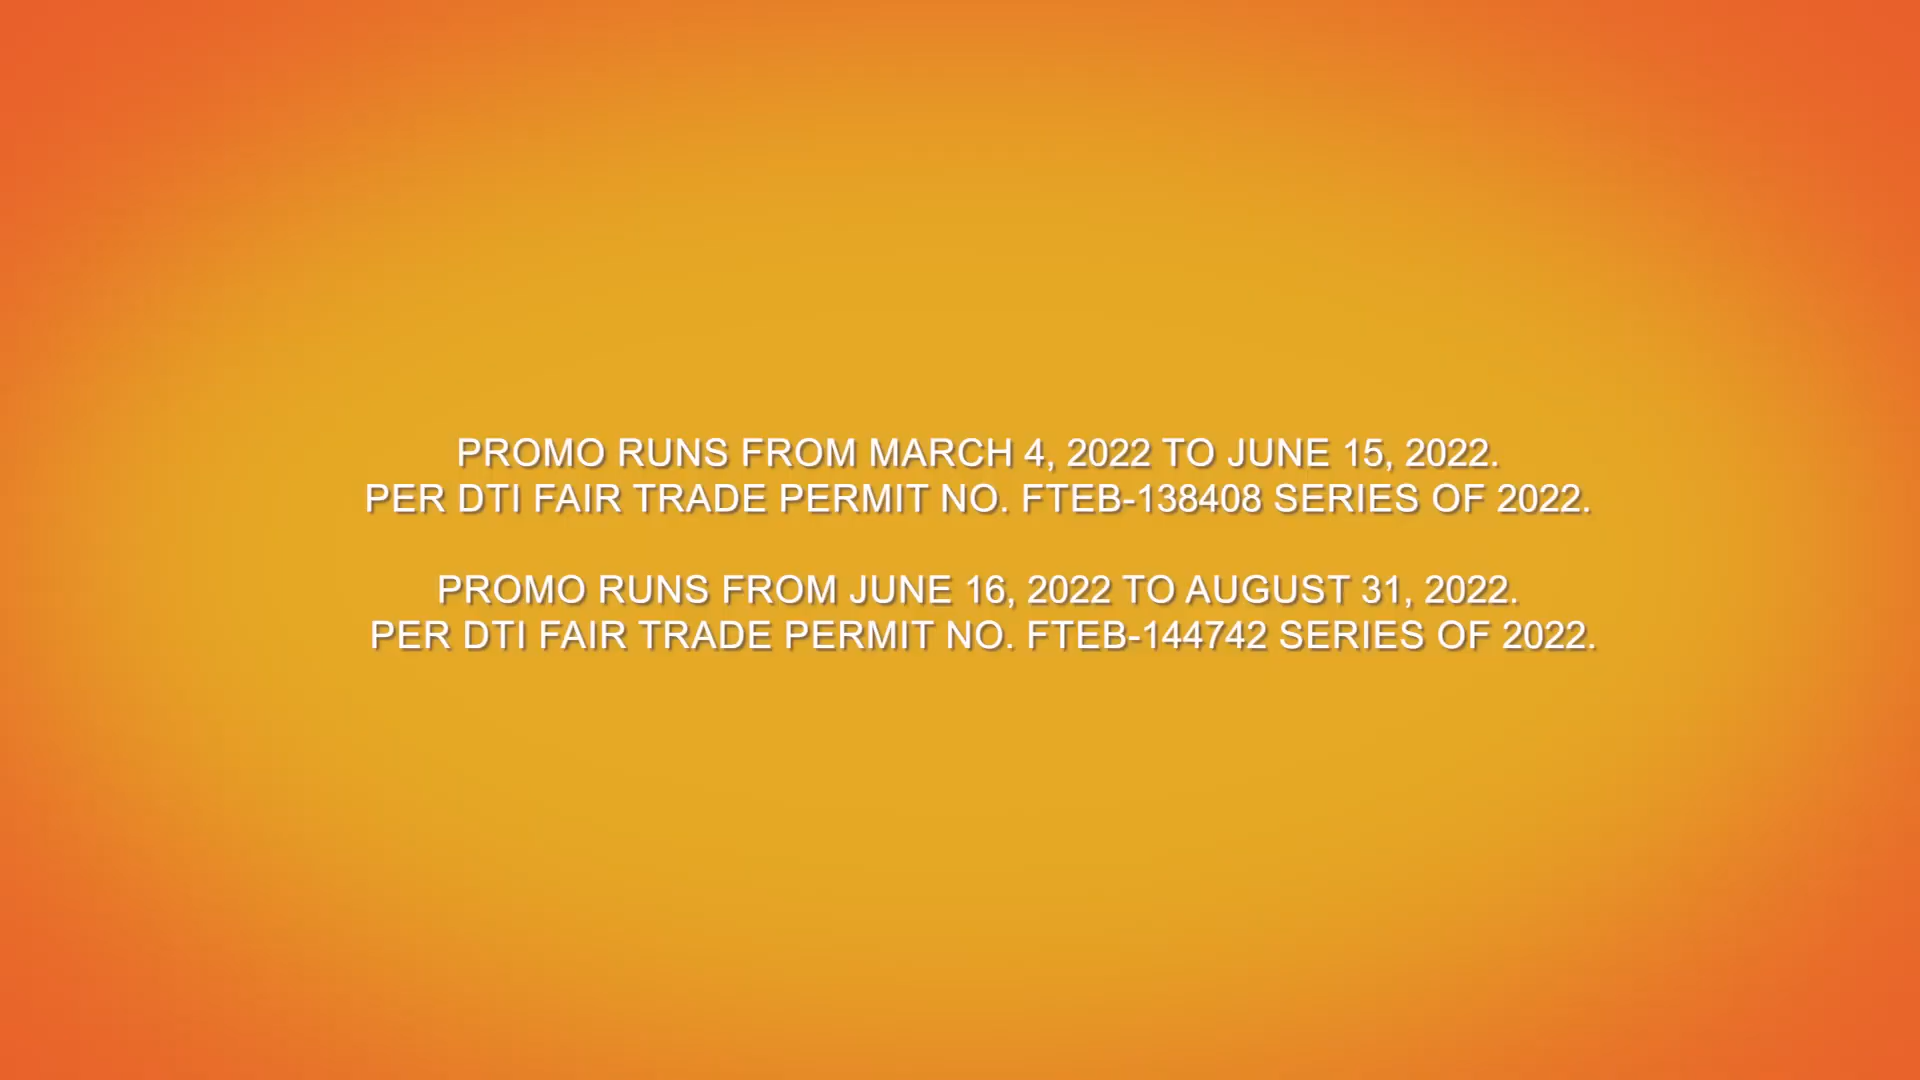 PROMO RUNS FROM MARCH 4, 2022 TO JUNE 15, 2022.
PER DTI FAIR TRADE PERMIT NO. FTEB-138408 SERIES OF 2022.
PROMO RUNS FROM JUNE 16, 2022 TO AUGUST 31, 2022.
PER DTI FAIR TRADE PERMIT NO. FTEB-144742 SERIES OF 2022.